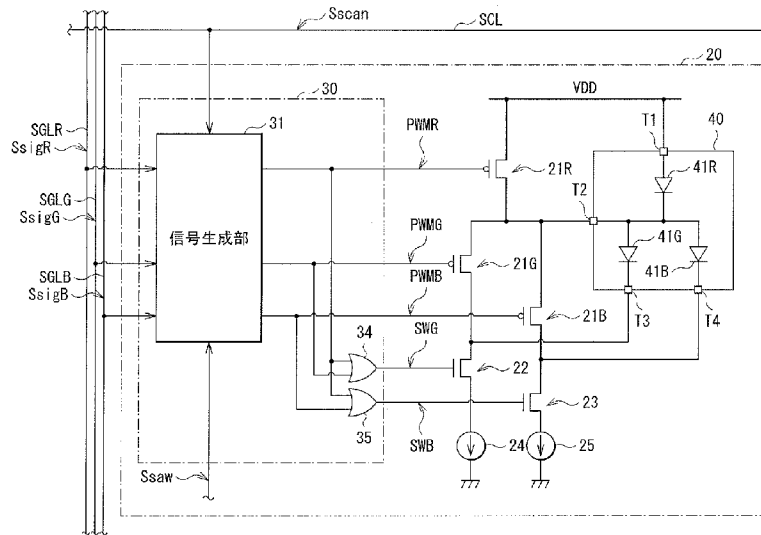 Sscan
SCL
20
30
VDD
SGLR
SsigR
31
PWMR
T1
40
41R
21R
T2
SGLG
SsigG
信号生成部
PWMG
41G
SGLB
SsigB
21G
PWMB
41B
21B
T3
T4
34
SWG
22
23
35
SWB
24
25
Ssaw